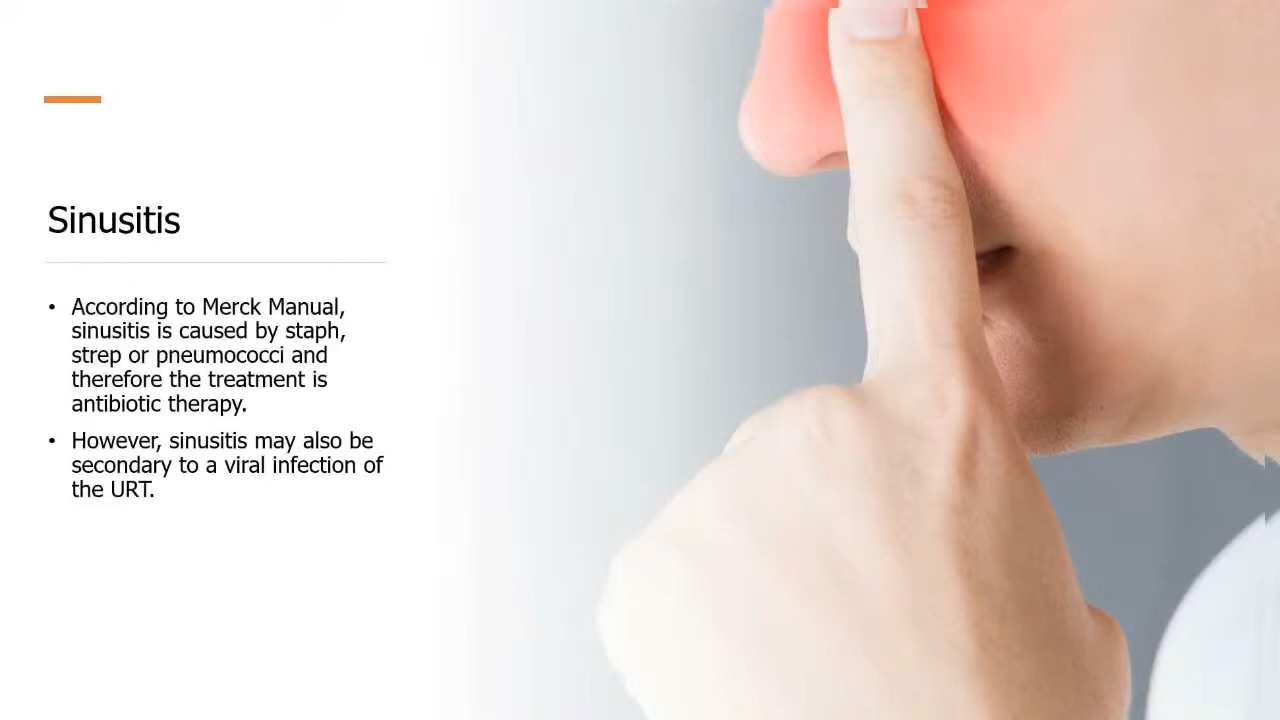 Sinusitis
• According to Merck Manual,
sinusitis is caused by staph,
strep or pneumococci and
therefore the treatment is
antibiotic therapy.
• However, sinusitis may also be
secondary to a viral infection of
the URT.